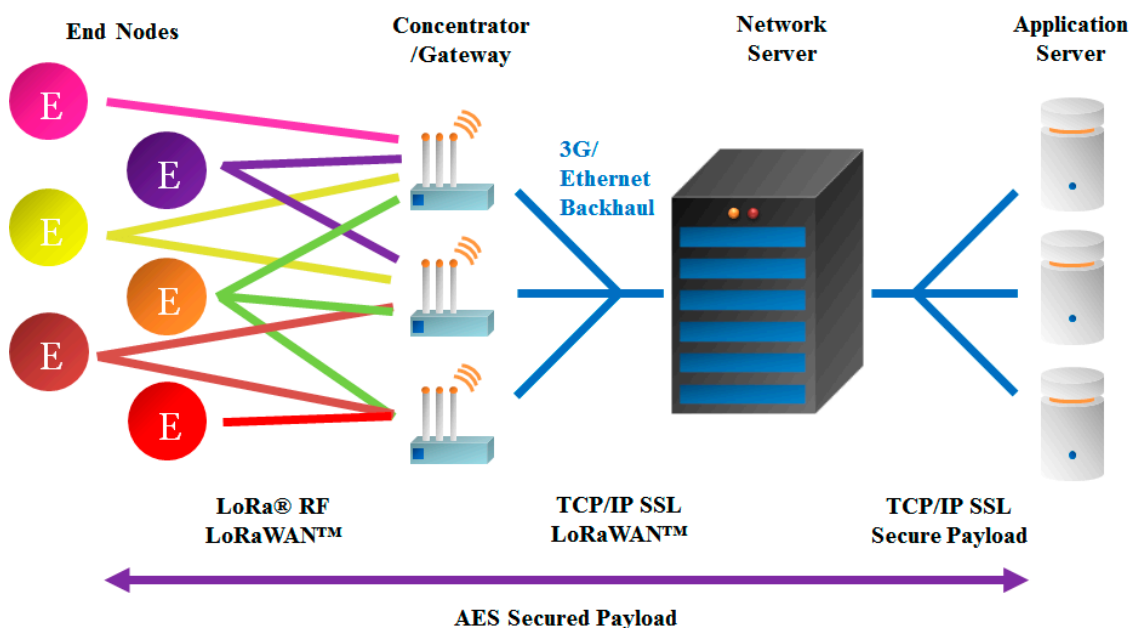 End Nodes
Concentrator
/Gateway
Network
Server
Application
Server
E
E
E
E
E
E
3G/
Ethernet
Backhaul
LoRa® RF
LoRaWAN™
TCP/IP SSL
LoRaWAN™
TCP/IP SSL
Secure Payload
AES Secured Payload